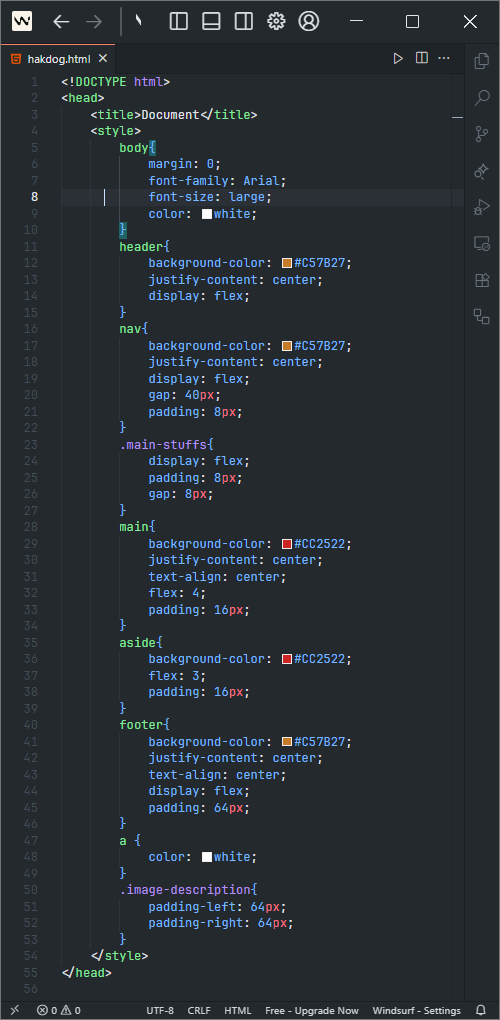 W
hakdog.html
1 <!DOCTYPE html>
2 <head>
3     <title>Document</title>
4     <style>
5         body{
6             margin: 0;
7             font-family: Arial;
8             font-size: large;
9             color: white;
10         }
11         header{
12             background-color: #C57B27;
13             justify-content: center;
14             display: flex;
15         }
16         nav{
17             background-color: #C57B27;
18             justify-content: center;
19             display: flex;
20             gap: 40px;
21             padding: 8px;
22         }
23         .main-stuffs{
24             display: flex;
25             padding: 8px;
26             gap: 8px;
27         }
28         main{
29             background-color: #CC2522;
30             justify-content: center;
31             text-align: center;
32             flex: 4;
33             padding: 16px;
34         }
35         aside{
36             background-color: #CC2522;
37             flex: 3;
38             padding: 16px;
39         }
40         footer{
41             background-color: #C57B27;
42             justify-content: center;
43             text-align: center;
44             display: flex;
45             padding: 64px;
46         }
47         a {
48             color: white;
49         }
50         .image-description{
51             padding-left: 64px;
52             padding-right: 64px;
53         }
54     </style>
55 </head>
56
0 0 UTF-8 CRLF HTML Free - Upgrade Now Windsurf - Settings